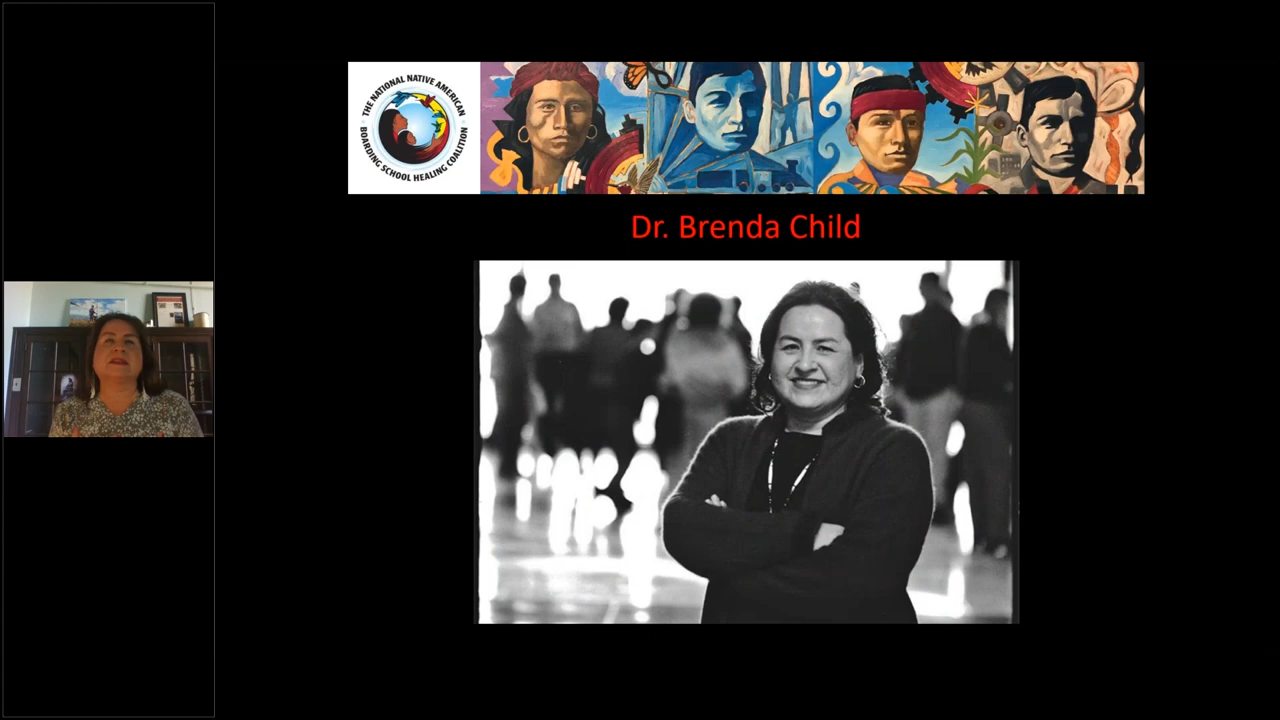 THE NATIONAL NATIVE AMERICAN
BOARDING SCHOOL HEALING COALITION
Dr. Brenda Child